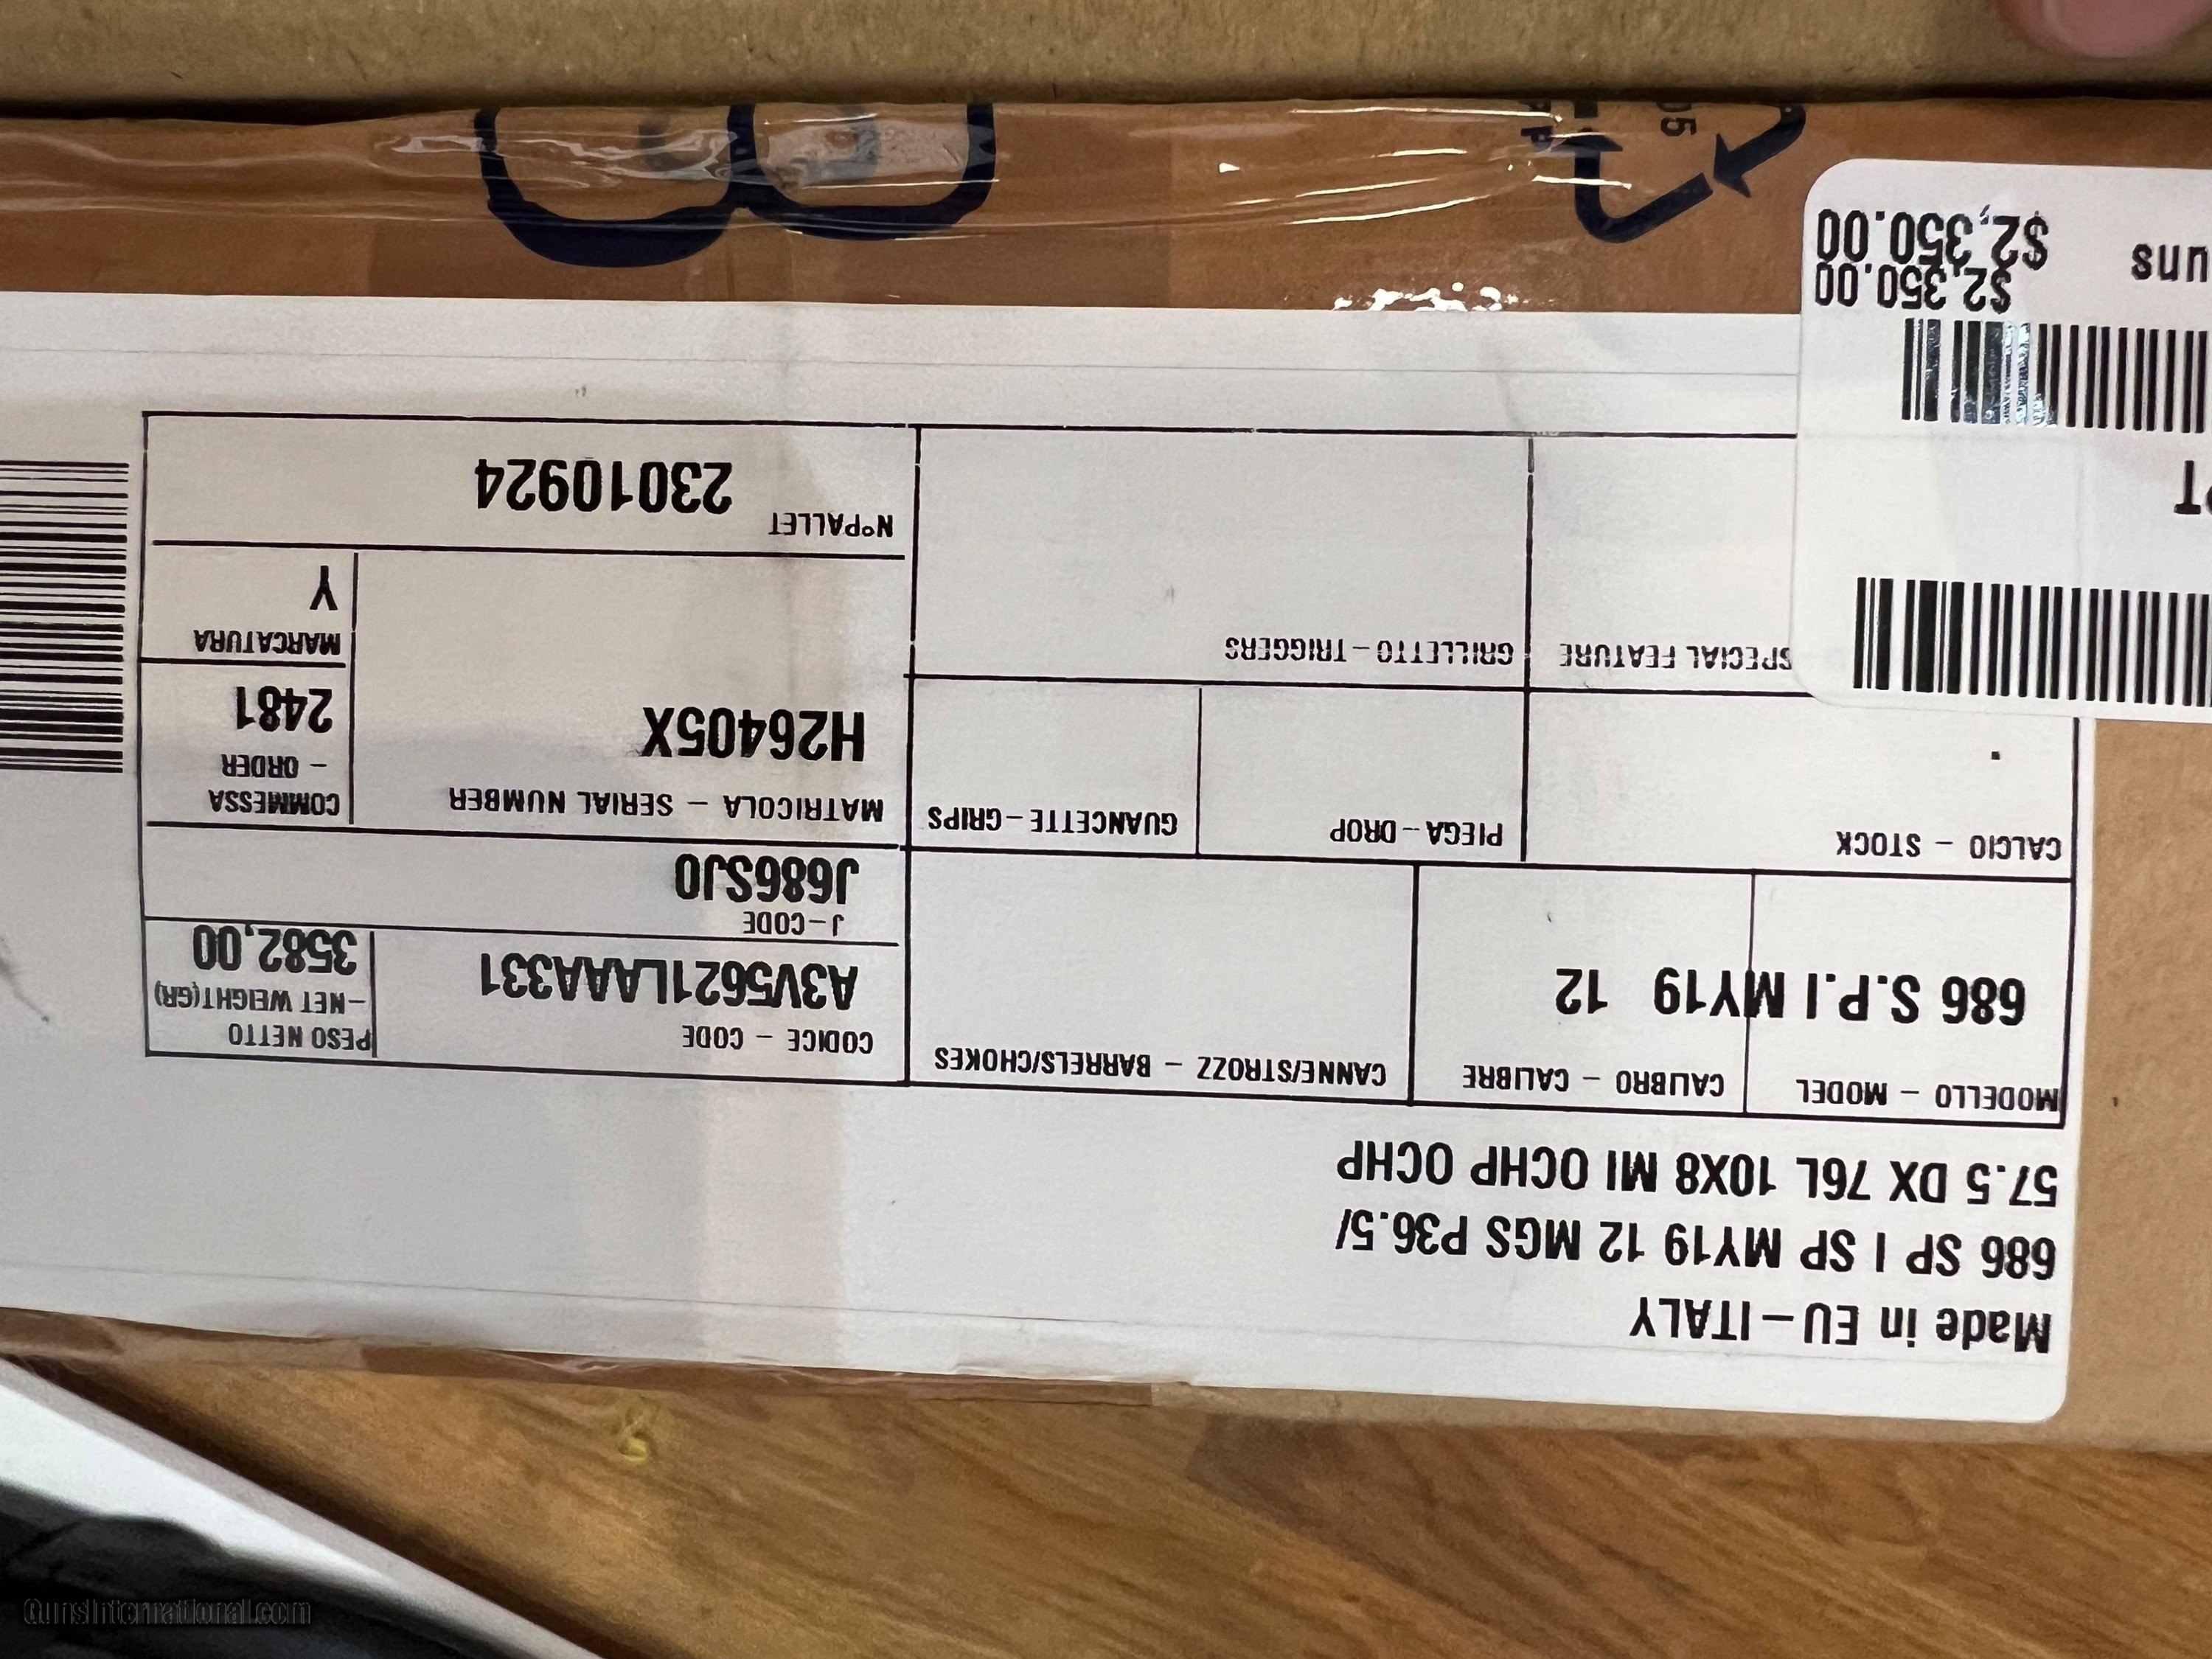 Made in EU-ITALY
686 SP I SP MY19 12 MGS P36.5/
57.5 DX 76L 10X8 MI OCHP OCHP
MODELLO - MODEL
686 S.P.I MY19
CALIBRO - CALIBRE
12
CANNE/STROZZ - BARRELS/CHOKES
CODICE - CODE
A3V5621LAAA331
PESO NETTO
-NET WEIGHT(GR)
3582,00
J-CODE
J686SJ0
CALCIO - STOCK
PIEGA-DROP
GUANCETTE-GRIPS
MATRICOLA - SERIAL NUMBER
H26405X
COMMESSA
- ORDER
2481
SPECIAL FEATURE
GRILLETTO-TRIGGERS
MARCATURA
Y
N°PALLET
23010924
$2,350.00
$2,350.00
05
GunsInternational.com